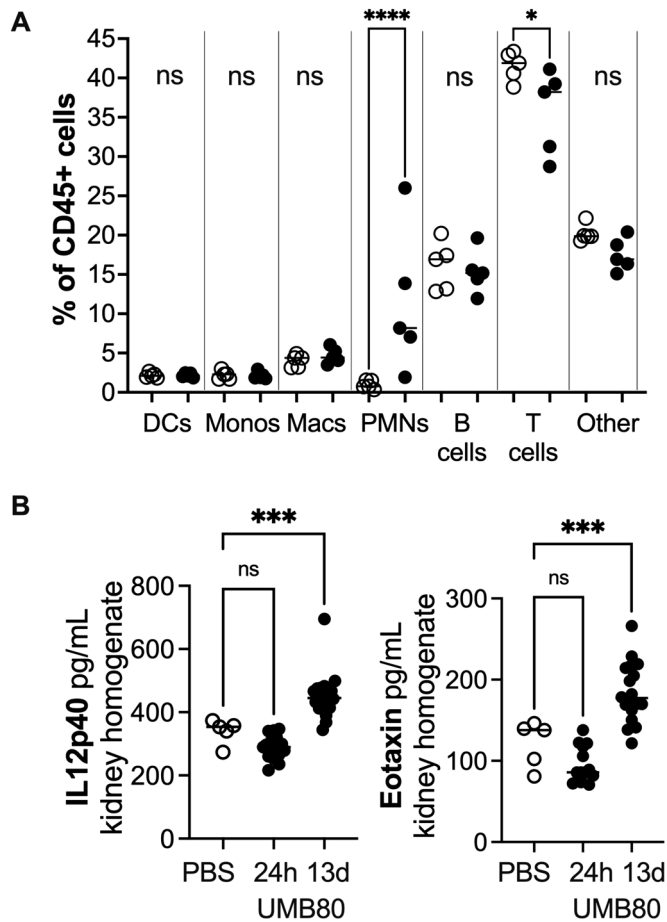 A
% of CD45+ cells
45
40
35
30
25
20
15
10
5
0
ns ns ns **** ns * ns
DCs Monos Macs PMNs B cells T cells Other
B
IL12p40 pg/mL
kidney homogenate
800
600
400
200
0
ns
***
PBS 24h 13d
UMB80
Eotaxin pg/mL
kidney homogenate
300
200
100
0
ns
***
PBS 24h 13d
UMB80